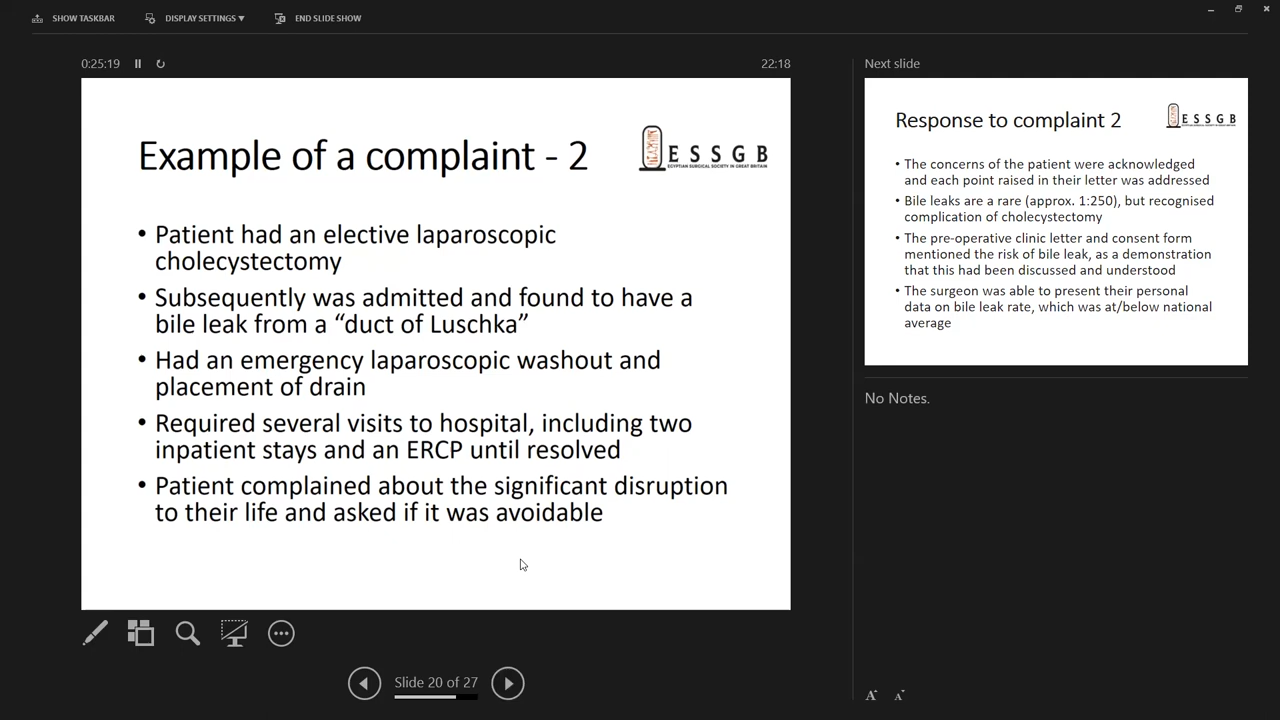 SHOW TASKBAR
DISPLAY SETTINGS ▼
END SLIDE SHOW
0:25:19
22:18
Example of a complaint - 2
ESSGB
EGYPTIAN SURGICAL SOCIETY IN GREAT BRITAIN
• Patient had an elective laparoscopic
cholecystectomy
• Subsequently was admitted and found to have a
bile leak from a “duct of Luschka”
• Had an emergency laparoscopic washout and
placement of drain
• Required several visits to hospital, including two
inpatient stays and an ERCP until resolved
• Patient complained about the significant disruption
to their life and asked if it was avoidable
Slide 20 of 27
Next slide
Response to complaint 2
ESSGB
• The concerns of the patient were acknowledged
and each point raised in their letter was addressed
• Bile leaks are a rare (approx. 1:250), but recognised
complication of cholecystectomy
• The pre-operative clinic letter and consent form
mentioned the risk of bile leak, as a demonstration
that this had been discussed and understood
• The surgeon was able to present their personal
data on bile leak rate, which was at/below national
average
No Notes.
A A